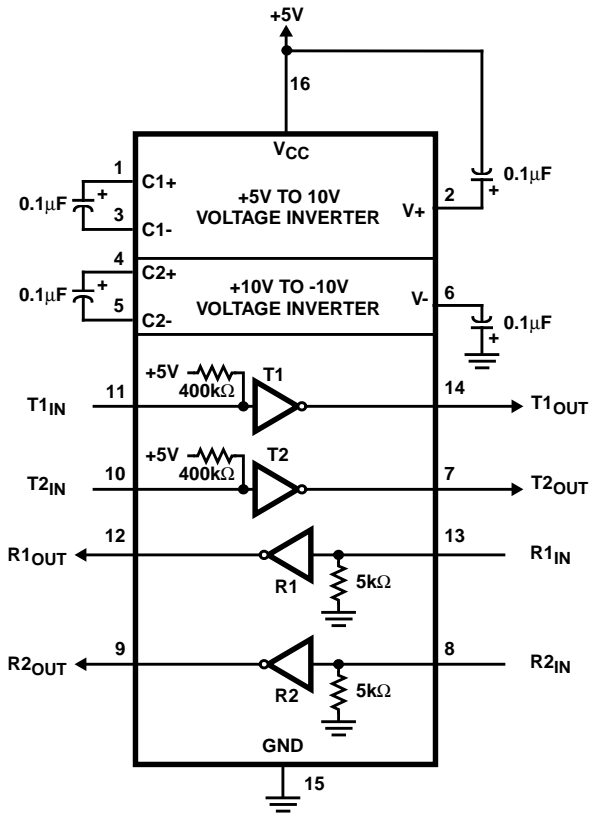 +5V
16
VCC
1
C1+
0.1µF
+
3
C1-
+5V TO 10V
VOLTAGE INVERTER
V+
2
0.1µF
+
4
C2+
0.1µF
+
5
C2-
+10V TO -10V
VOLTAGE INVERTER
V-
6
0.1µF
+
+5V
400kΩ
T1
T1IN
11
14
T1OUT
+5V
400kΩ
T2
T2IN
10
7
T2OUT
R1OUT
12
13
R1IN
R1
5kΩ
R2OUT
9
8
R2IN
R2
5kΩ
GND
15